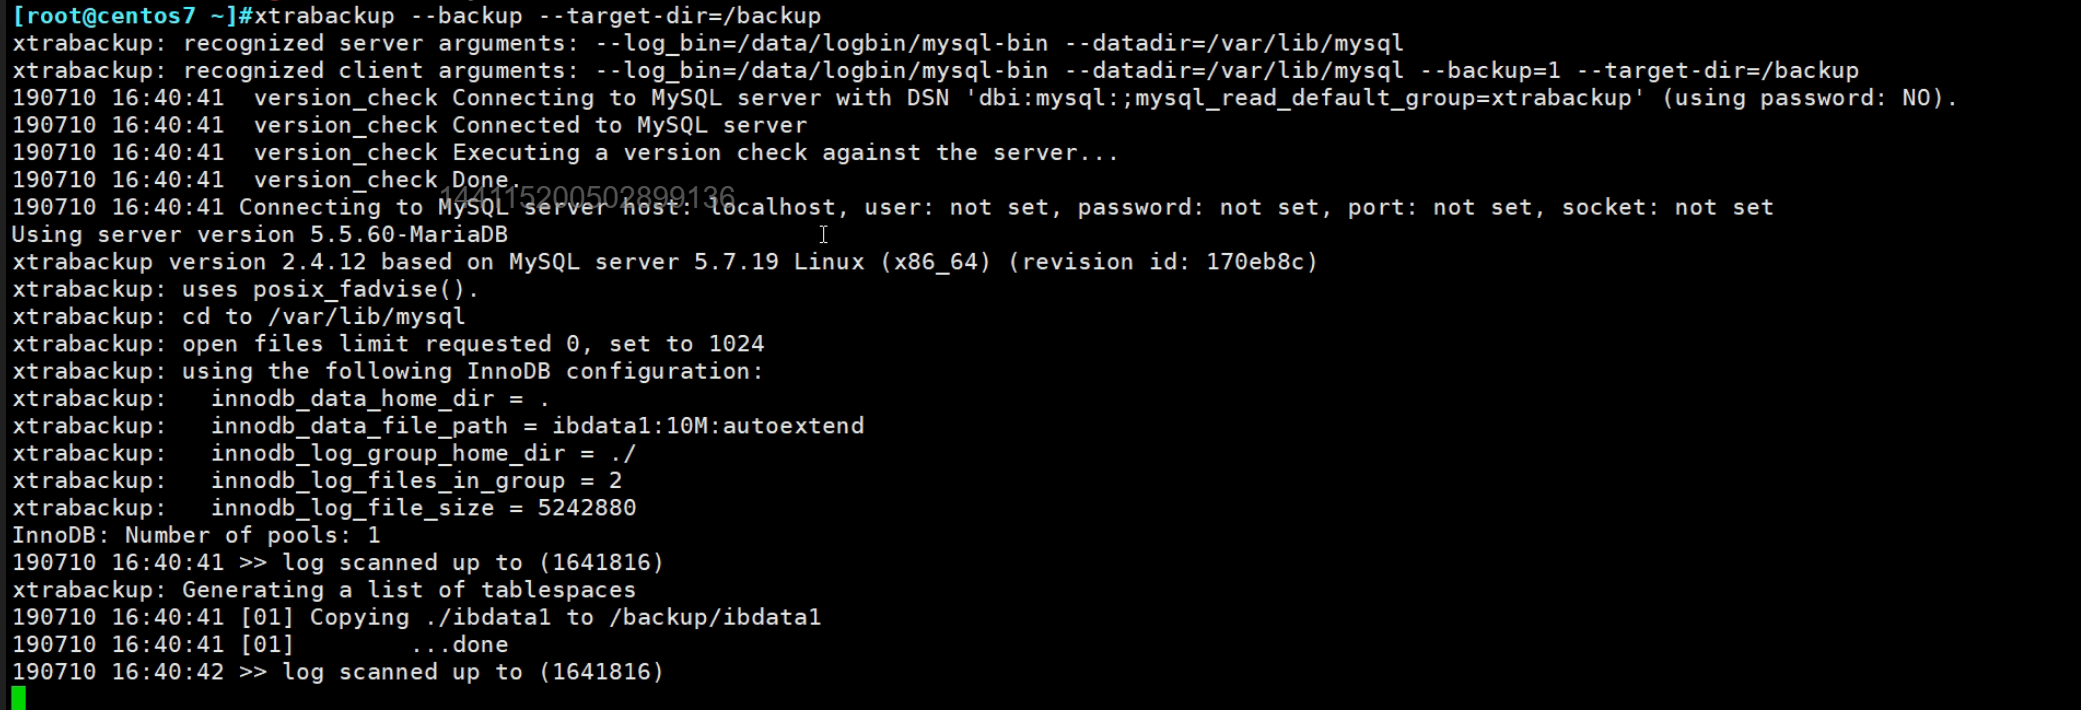 [root@centos7 ~]#xtrabackup --backup --target-dir=/backup
xtrabackup: recognized server arguments: --log_bin=/data/logbin/mysql-bin --datadir=/var/lib/mysql
xtrabackup: recognized client arguments: --log_bin=/data/logbin/mysql-bin --datadir=/var/lib/mysql --backup=1 --target-dir=/backup
190710 16:40:41  version_check Connecting to MySQL server with DSN 'dbi:mysql:;mysql_read_default_group=xtrabackup' (using password: NO).
190710 16:40:41  version_check Connected to MySQL server
190710 16:40:41  version_check Executing a version check against the server...
190710 16:40:41  version_check Done.
144115200502899136
190710 16:40:41 Connecting to MySQL server host: localhost, user: not set, password: not set, port: not set, socket: not set
Using server version 5.5.60-MariaDB
xtrabackup version 2.4.12 based on MySQL server 5.7.19 Linux (x86_64) (revision id: 170eb8c)
xtrabackup: uses posix_fadvise().
xtrabackup: cd to /var/lib/mysql
xtrabackup: open files limit requested 0, set to 1024
xtrabackup: using the following InnoDB configuration:
xtrabackup:   innodb_data_home_dir = .
xtrabackup:   innodb_data_file_path = ibdata1:10M:autoextend
xtrabackup:   innodb_log_group_home_dir = ./
xtrabackup:   innodb_log_files_in_group = 2
xtrabackup:   innodb_log_file_size = 5242880
InnoDB: Number of pools: 1
190710 16:40:41 >> log scanned up to (1641816)
xtrabackup: Generating a list of tablespaces
190710 16:40:41 [01] Copying ./ibdata1 to /backup/ibdata1
190710 16:40:41 [01]        ...done
190710 16:40:42 >> log scanned up to (1641816)